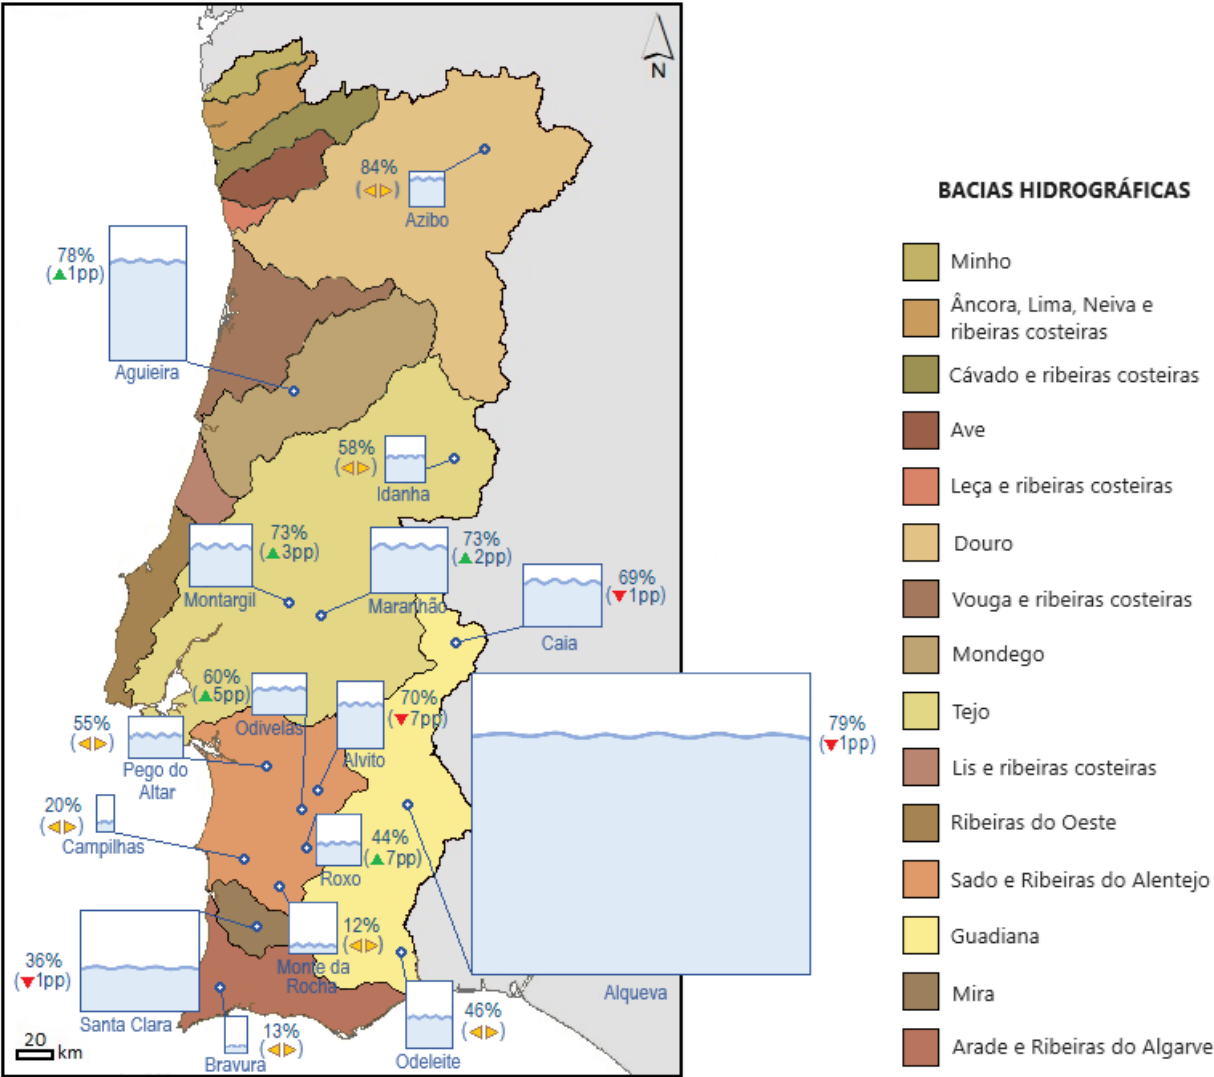 N
84%
(◀▶)
Azibo
78%
(▲1pp)
Aguieira
58%
(◀▶)
Idanha
73%
(▲3pp)
Montargil
73%
(▲2pp)
Maranhão
69%
(▼1pp)
Caia
60%
(▲5pp)
Odivelas
70%
(▼7pp)
Alvito
55%
(◀▶)
Pego do
Altar
79%
(▼1pp)
Alqueva
20%
(◀▶)
Campilhas
44%
(▲7pp)
Roxo
12%
(◀▶)
Monte da
Rocha
36%
(▼1pp)
Santa Clara
13%
(◀▶)
Bravura
46%
(◀▶)
Odeleite
20
km
BACIAS HIDROGRÁFICAS
Minho
Âncora, Lima, Neiva e
ribeiras costeiras
Cávado e ribeiras costeiras
Ave
Leça e ribeiras costeiras
Douro
Vouga e ribeiras costeiras
Mondego
Tejo
Lis e ribeiras costeiras
Ribeiras do Oeste
Sado e Ribeiras do Alentejo
Guadiana
Mira
Arade e Ribeiras do Algarve